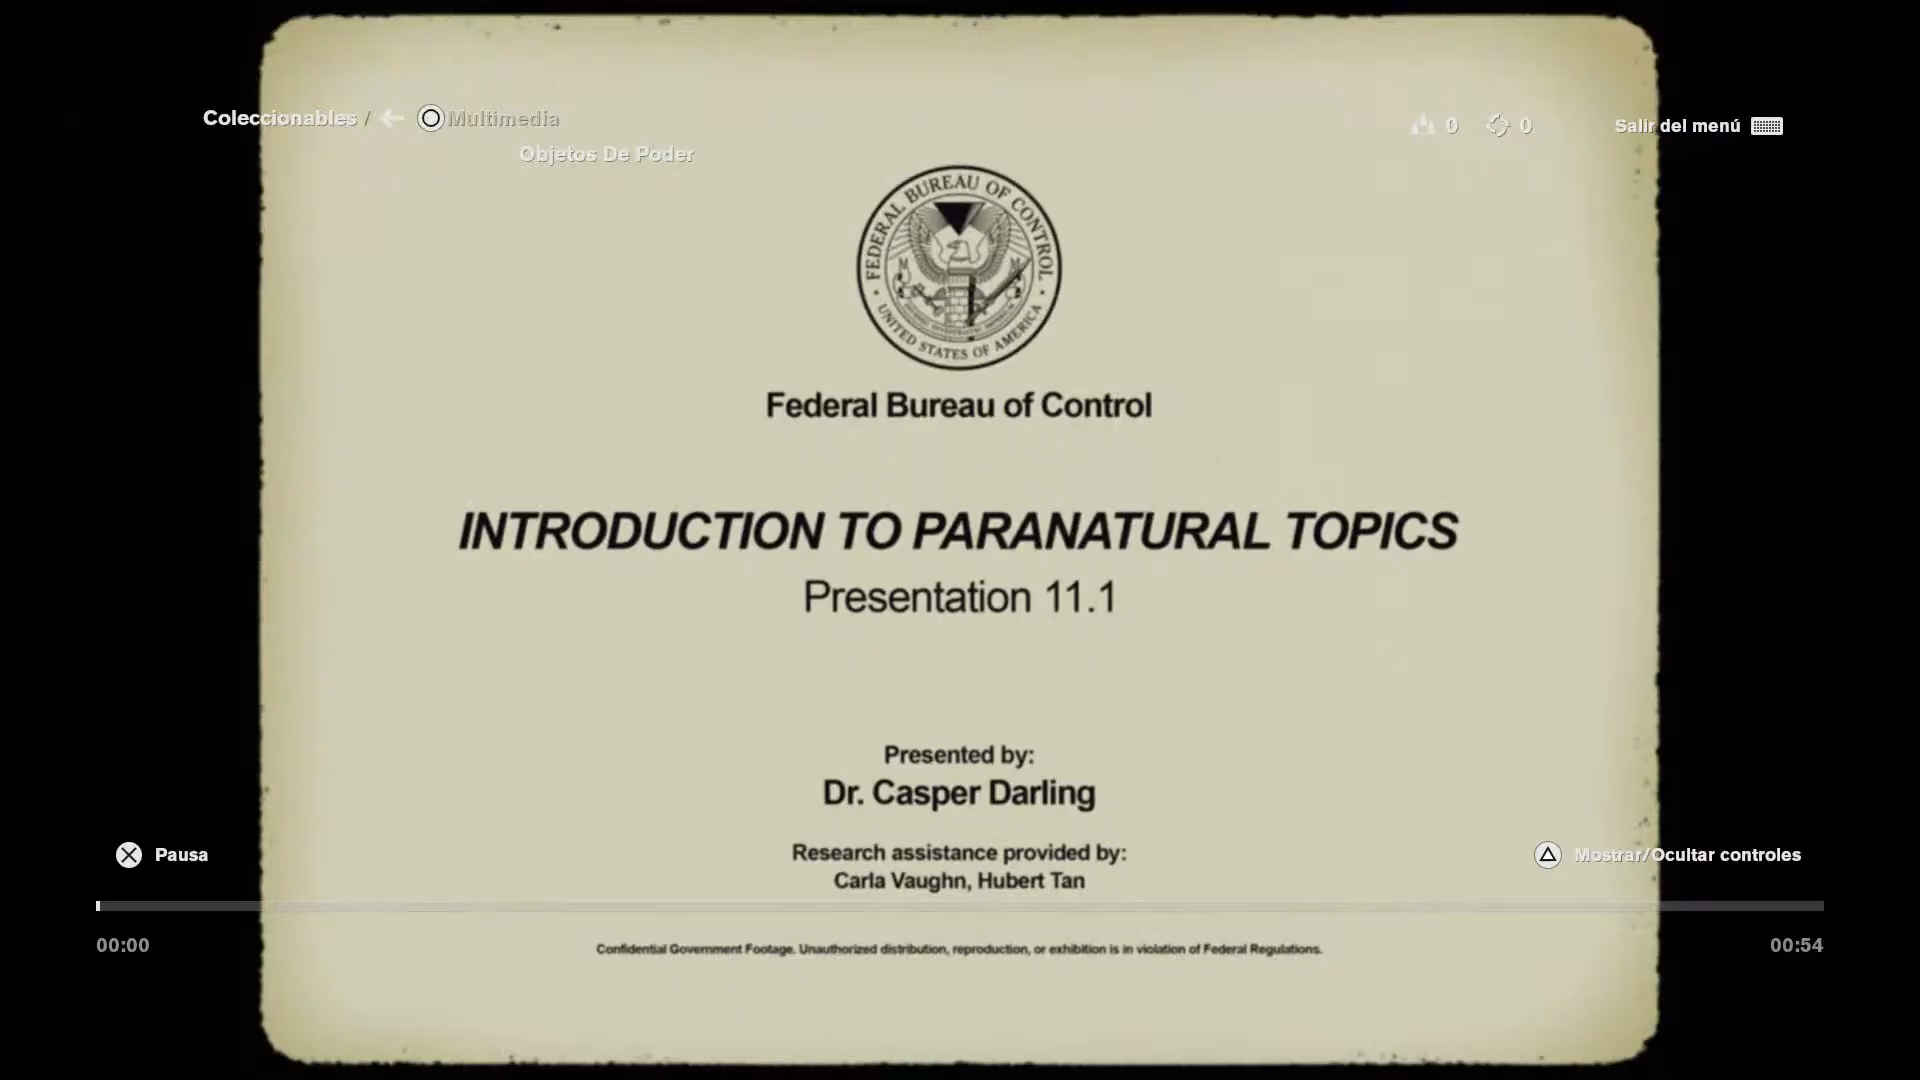 Coleccionables / Multimedia
Objetos De Poder
0 0
Salir del menú
FEDERAL BUREAU OF CONTROL
UNITED STATES OF AMERICA
Federal Bureau of Control
INTRODUCTION TO PARANATURAL TOPICS
Presentation 11.1
Presented by:
Dr. Casper Darling
Research assistance provided by:
Carla Vaughn, Hubert Tan
Pausa
Mostrar/Ocultar controles
00:00
00:54
Confidential Government Footage. Unauthorized distribution, reproduction, or exhibition is in violation of Federal Regulations.